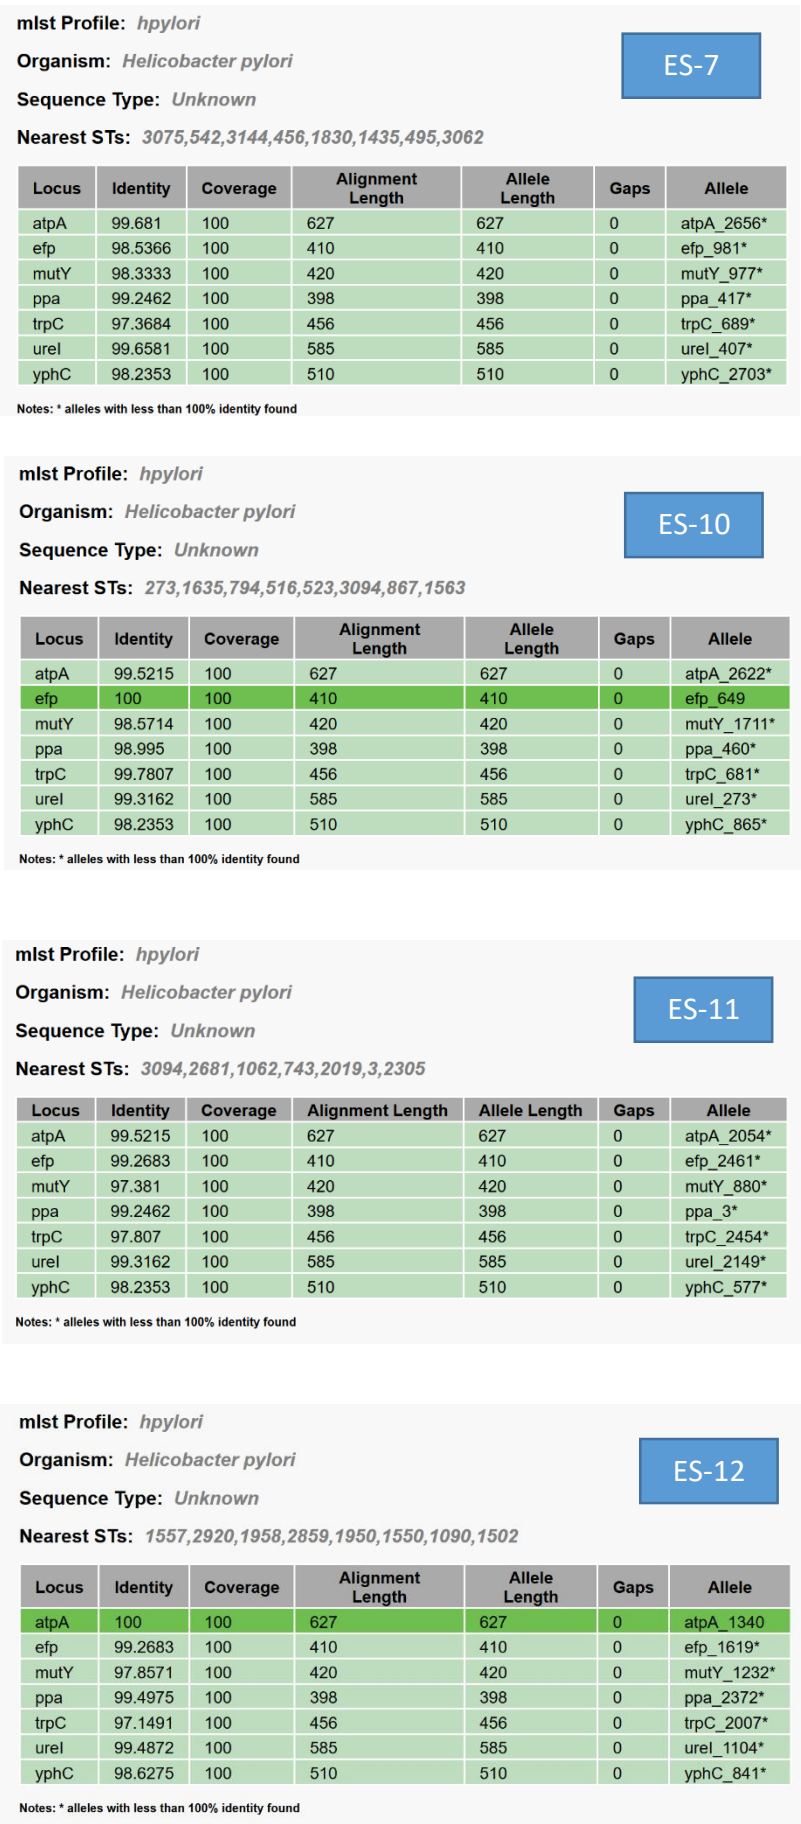 mlst Profile: hpylori
Organism: Helicobacter pylori
ES-7
Sequence Type: Unknown
Nearest STs: 3075,542,3144,456,1830,1435,495,3062
Locus Identity Coverage Alignment Length Allele Length Gaps Allele
atpA 99.681 100 627 627 0 atpA_2656*
efp 98.5366 100 410 410 0 efp_981*
mutY 98.3333 100 420 420 0 mutY_977*
ppa 99.2462 100 398 398 0 ppa_417*
trpC 97.3684 100 456 456 0 trpC_689*
ureI 99.6581 100 585 585 0 ureI_407*
yphC 98.2353 100 510 510 0 yphC_2703*
Notes: * alleles with less than 100% identity found
mlst Profile: hpylori
Organism: Helicobacter pylori
ES-10
Sequence Type: Unknown
Nearest STs: 273,1635,794,516,523,3094,867,1563
Locus Identity Coverage Alignment Length Allele Length Gaps Allele
atpA 99.5215 100 627 627 0 atpA_2622*
efp 100 100 410 410 0 efp_649
mutY 98.5714 100 420 420 0 mutY_1711*
ppa 98.995 100 398 398 0 ppa_460*
trpC 99.7807 100 456 456 0 trpC_681*
ureI 99.3162 100 585 585 0 ureI_273*
yphC 98.2353 100 510 510 0 yphC_865*
Notes: * alleles with less than 100% identity found
mlst Profile: hpylori
Organism: Helicobacter pylori
ES-11
Sequence Type: Unknown
Nearest STs: 3094,2681,1062,743,2019,3,2305
Locus Identity Coverage Alignment Length Allele Length Gaps Allele
atpA 99.5215 100 627 627 0 atpA_2054*
efp 99.2683 100 410 410 0 efp_2461*
mutY 97.381 100 420 420 0 mutY_880*
ppa 99.2462 100 398 398 0 ppa_3*
trpC 97.807 100 456 456 0 trpC_2454*
ureI 99.3162 100 585 585 0 ureI_2149*
yphC 98.2353 100 510 510 0 yphC_577*
Notes: * alleles with less than 100% identity found
mlst Profile: hpylori
Organism: Helicobacter pylori
ES-12
Sequence Type: Unknown
Nearest STs: 1557,2920,1958,2859,1950,1550,1090,1502
Locus Identity Coverage Alignment Length Allele Length Gaps Allele
atpA 100 100 627 627 0 atpA_1340
efp 99.2683 100 410 410 0 efp_1619*
mutY 97.8571 100 420 420 0 mutY_1232*
ppa 99.4975 100 398 398 0 ppa_2372*
trpC 97.1491 100 456 456 0 trpC_2007*
ureI 99.4872 100 585 585 0 ureI_1104*
yphC 98.6275 100 510 510 0 yphC_841*
Notes: * alleles with less than 100% identity found